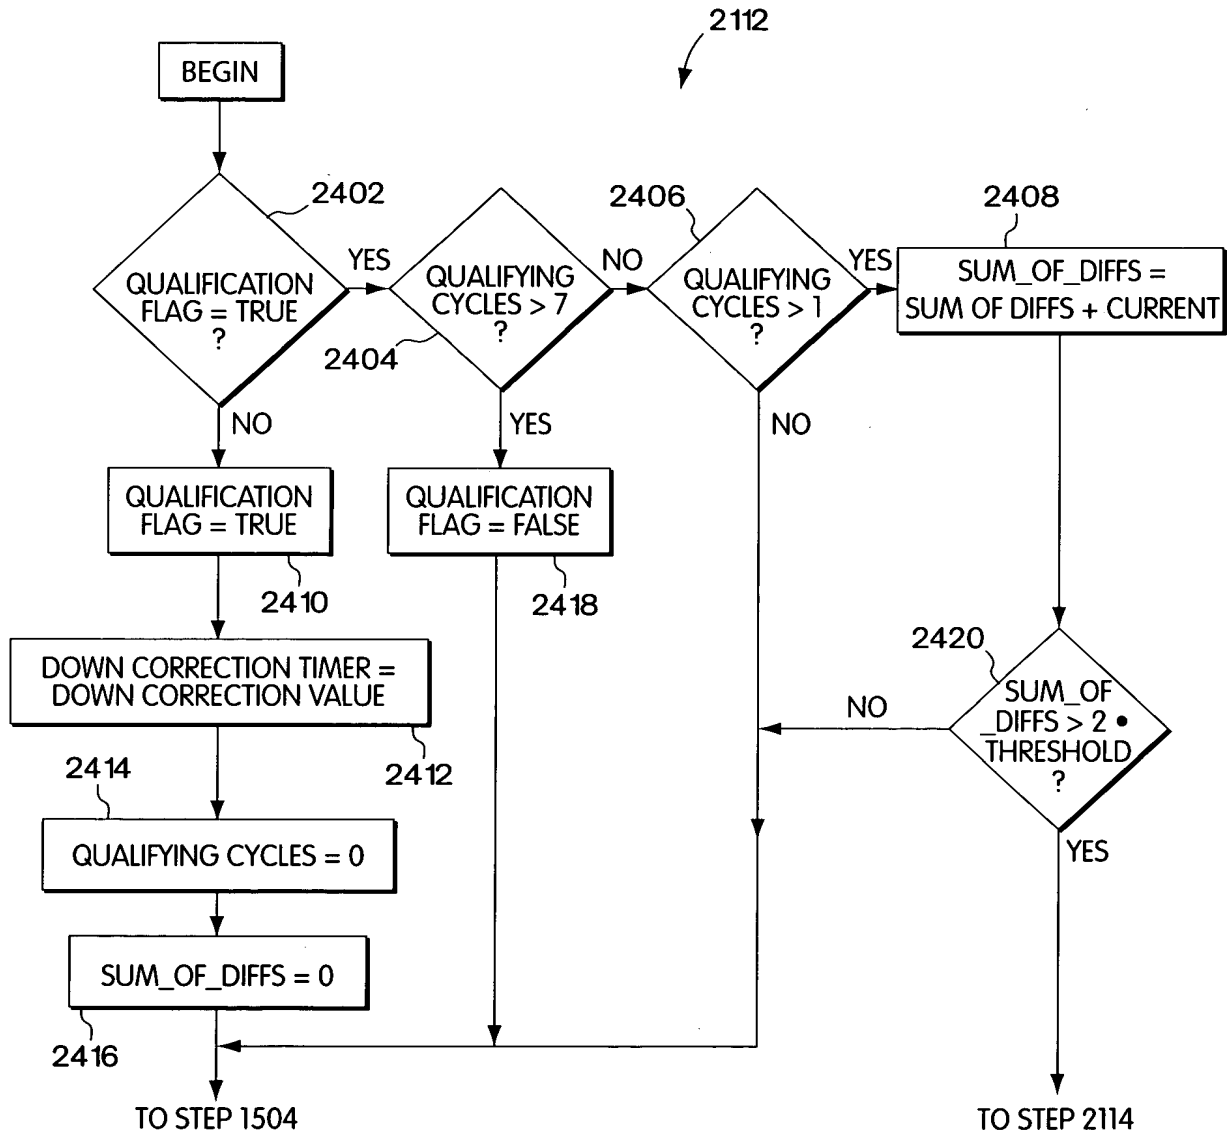 2112
BEGIN
2402
2406
2408
QUALIFICATION
FLAG = TRUE
?
YES
QUALIFYING
CYCLES > 7
?
NO
QUALIFYING
CYCLES > 1
?
YES
SUM_OF_DIFFS =
SUM OF DIFFS + CURRENT
2404
NO
YES
NO
QUALIFICATION
FLAG = TRUE
QUALIFICATION
FLAG = FALSE
2410
2418
2420
DOWN CORRECTION TIMER =
DOWN CORRECTION VALUE
NO
SUM_OF
_DIFFS > 2 •
THRESHOLD
?
2414
2412
QUALIFYING CYCLES = 0
YES
SUM_OF_DIFFS = 0
2416
TO STEP 1504
TO STEP 2114